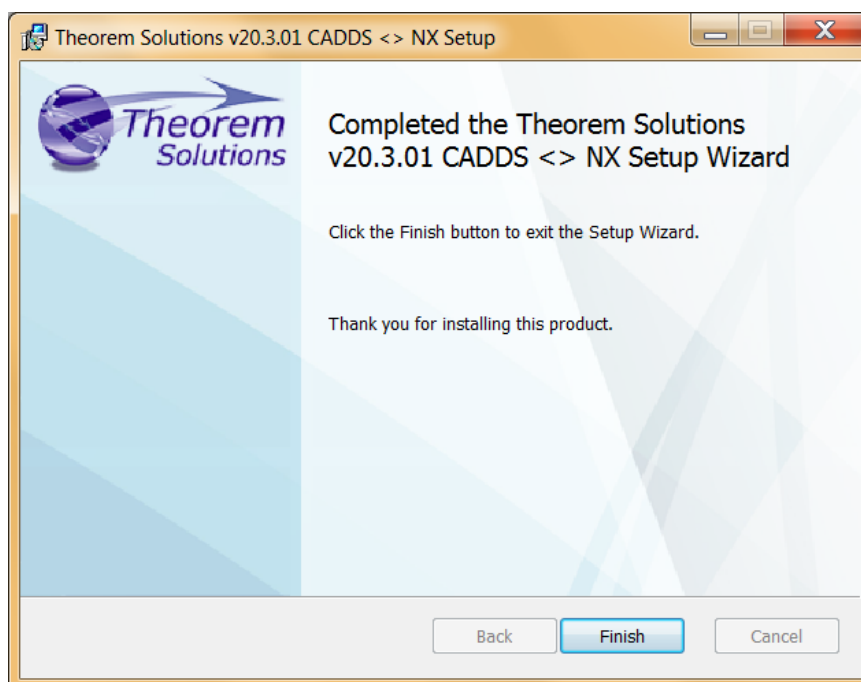 Theorem Solutions v20.3.01 CADDS <> NX Setup
Theorem
Solutions
Completed the Theorem Solutions
v20.3.01 CADDS <> NX Setup Wizard
Click the Finish button to exit the Setup Wizard.
Thank you for installing this product.
Back Finish Cancel